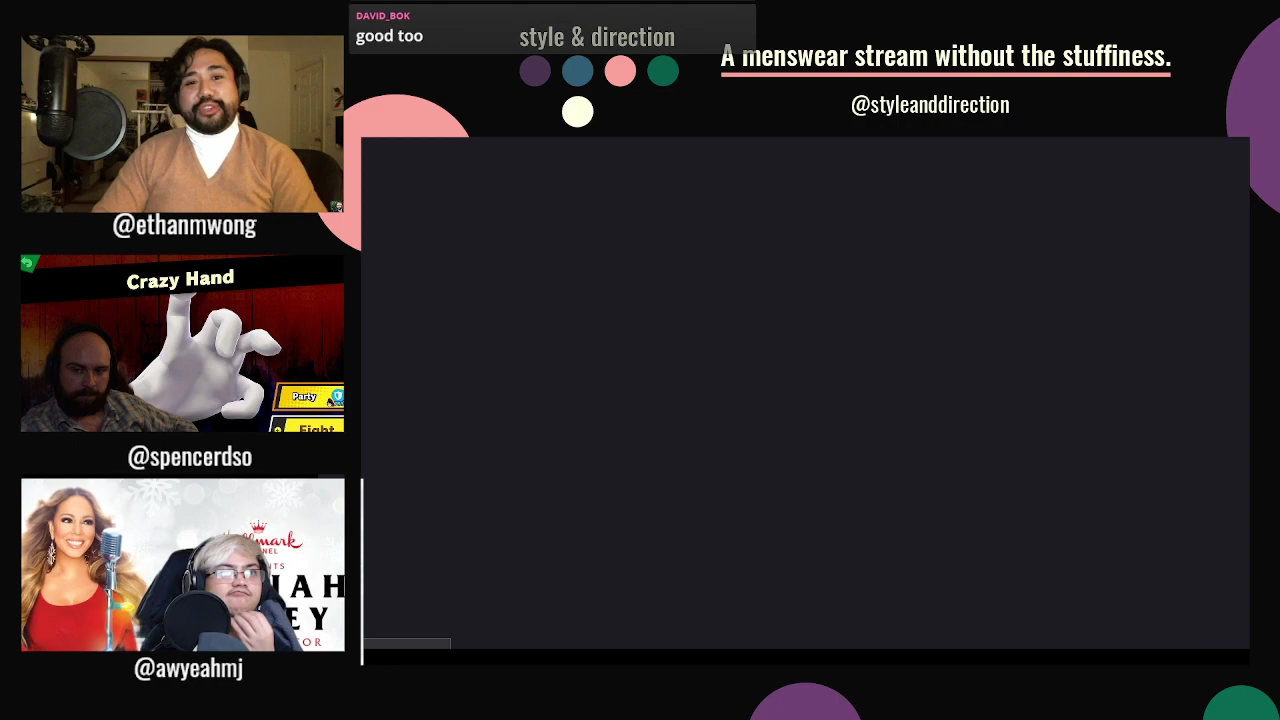 DAVID_BOK
good too
style & direction
A menswear stream without the stuffiness.
@styleanddirection
@ethanmwong
Crazy Hand
Party
Fight
@spencerdso
@awyeahmj